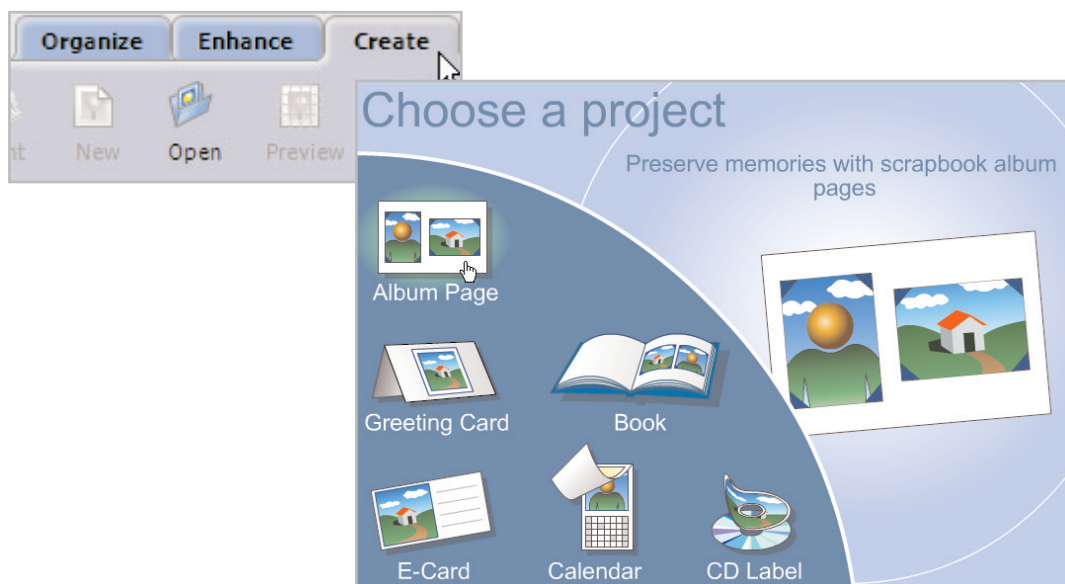 Organize Enhance Create
nt New Open Preview
Choose a project
Preserve memories with scrapbook album
pages
Album Page
Greeting Card Book
E-Card Calendar CD Label